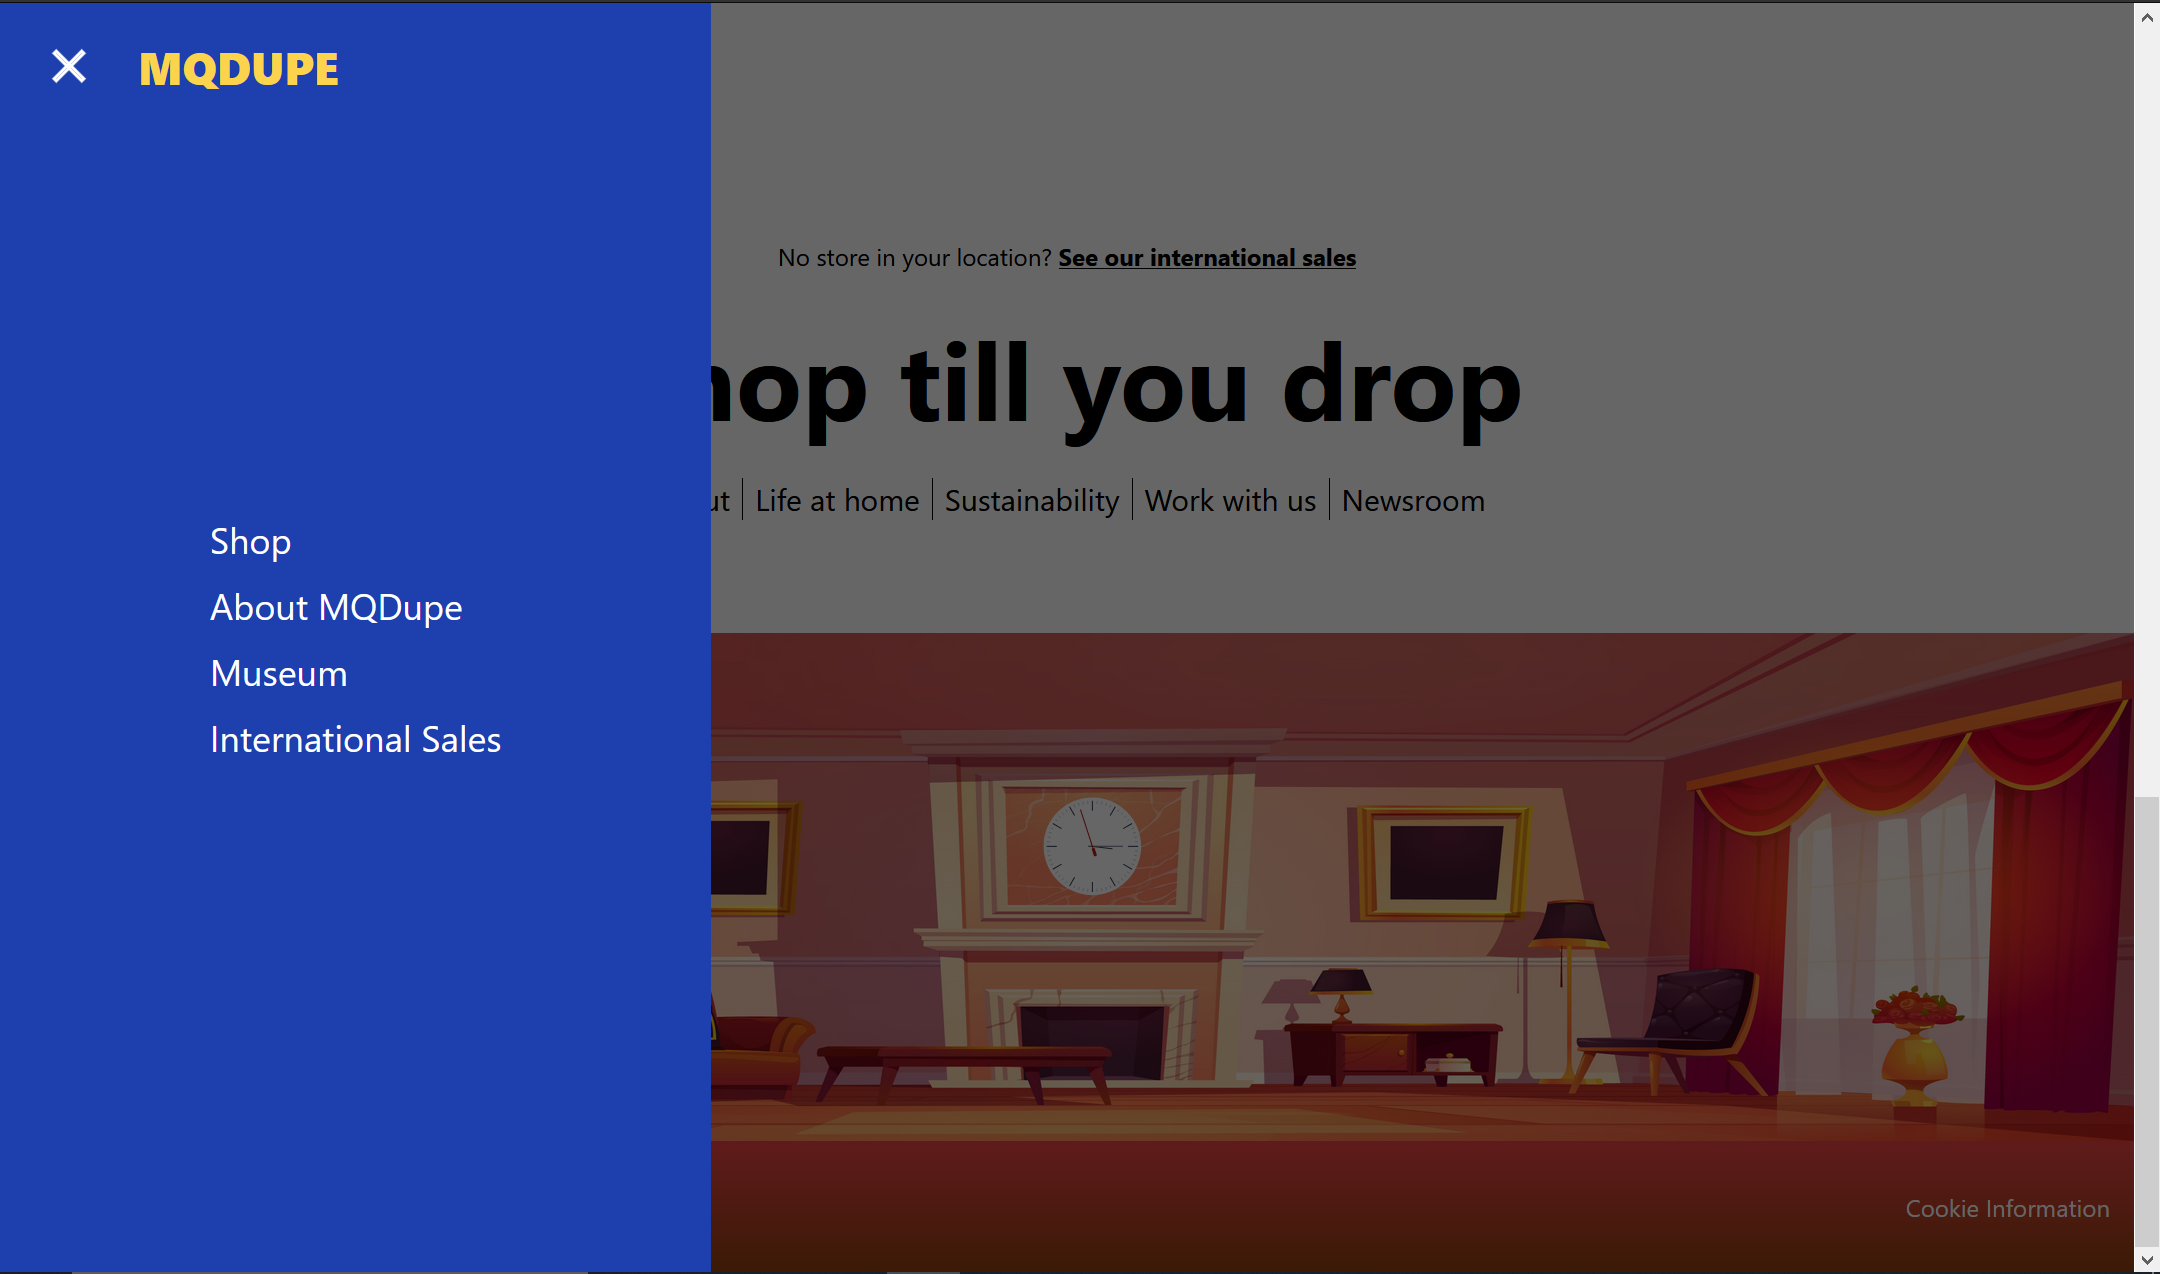 MQDUPE
Shop
About MQDupe
Museum
International Sales
No store in your location? See our international sales
hop till you drop
ut | Life at home | Sustainability | Work with us | Newsroom
Cookie Information